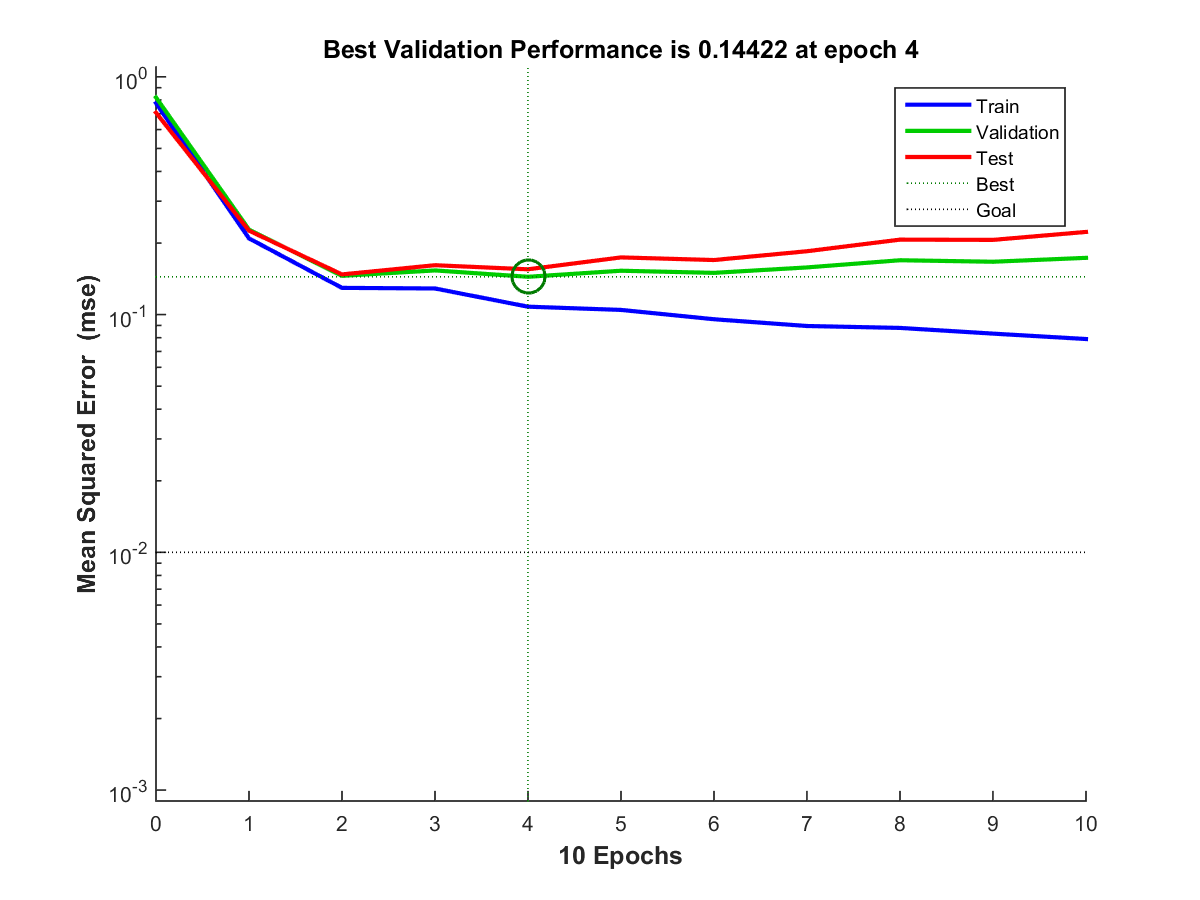 Best Validation Performance is 0.14422 at epoch 4
Train
Validation
Test
Best
Goal
Mean Squared Error  (mse)
10^0
10^-1
10^-2
10^-3
0 1 2 3 4 5 6 7 8 9 10
10 Epochs